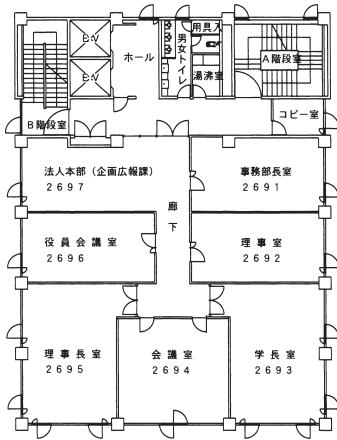 用具入
E.V
ホール
男女トイレ
湯沸室
A階段室
E.V
B階段室
コピー室
法人本部(企画広報課)
2697
事務部長室
2691
廊下
役員会議室
2696
理事室
2692
理事長室
2695
会議室
2694
学長室
2693